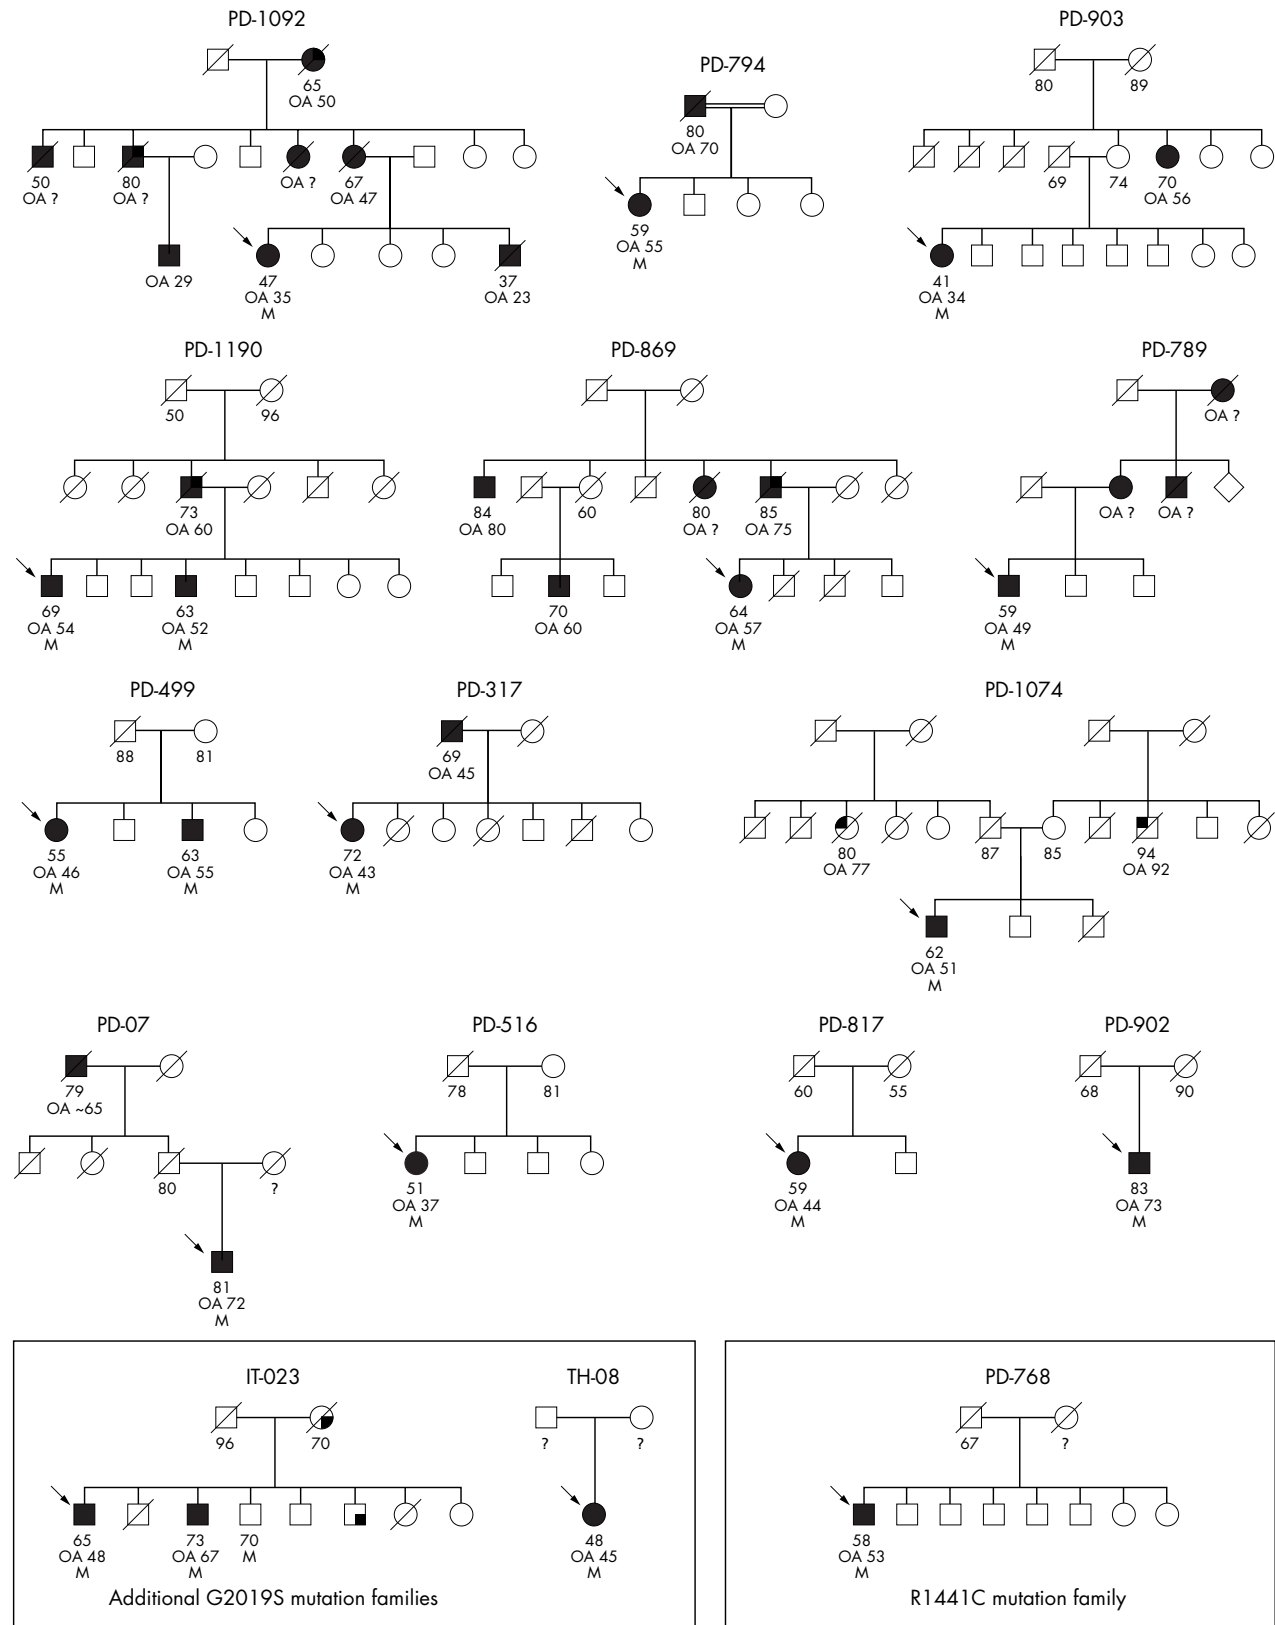 PD-1092
65
OA 50
50
OA ?
80
OA ?
OA ?
67
OA 47
OA 29
47
OA 35
M
37
OA 23
PD-794
80
OA 70
59
OA 55
M
PD-903
80
89
69
74
70
OA 56
41
OA 34
M
PD-1190
50
96
73
OA 60
69
OA 54
M
63
OA 52
M
PD-869
84
OA 80
60
80
OA ?
85
OA 75
70
OA 60
64
OA 57
M
PD-789
OA ?
OA ?
OA ?
59
OA 49
M
PD-499
88
81
55
OA 46
M
63
OA 55
M
PD-317
69
OA 45
72
OA 43
M
PD-1074
80
OA 77
87
85
94
OA 92
62
OA 51
M
PD-07
79
OA ~65
80
?
81
OA 72
M
PD-516
78
81
51
OA 37
M
PD-817
60
55
59
OA 44
M
PD-902
68
90
83
OA 73
M
IT-023
96
70
65
OA 48
M
73
OA 67
M
70
M
TH-08
?
?
48
OA 45
M
Additional G2019S mutation families
PD-768
67
?
58
OA 53
M
R1441C mutation family